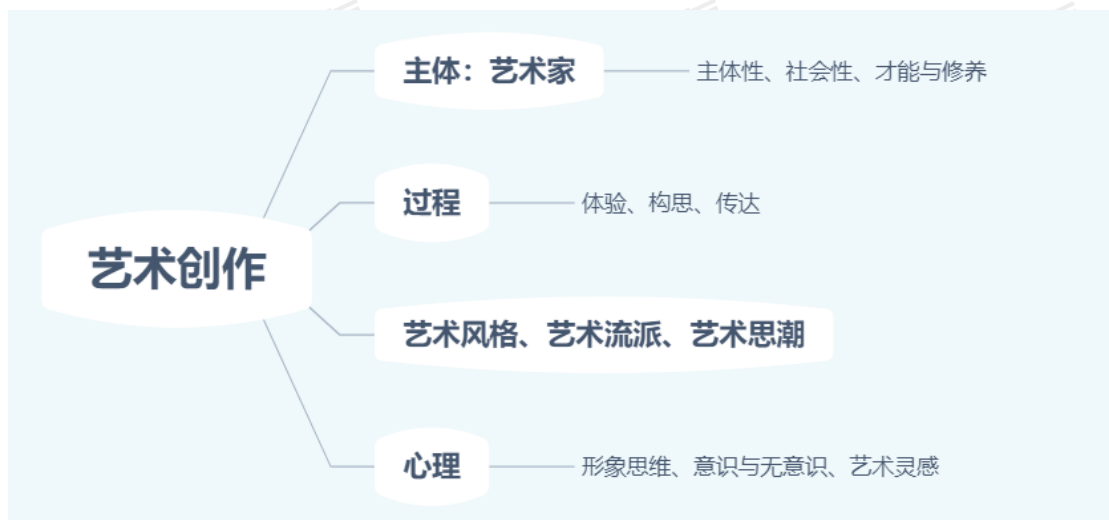 主体：艺术家
主体性、社会性、才能与修养
过程
体验、构思、传达
艺术创作
艺术风格、艺术流派、艺术思潮
心理
形象思维、意识与无意识、艺术灵感